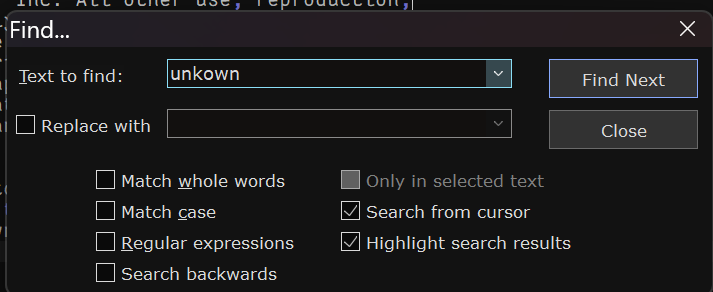 Inc. All other use, reproduction,
Find...
Text to find:
unkown
Find Next
Replace with
Close
Match whole words
Only in selected text
Match case
Search from cursor
Regular expressions
Highlight search results
Search backwards